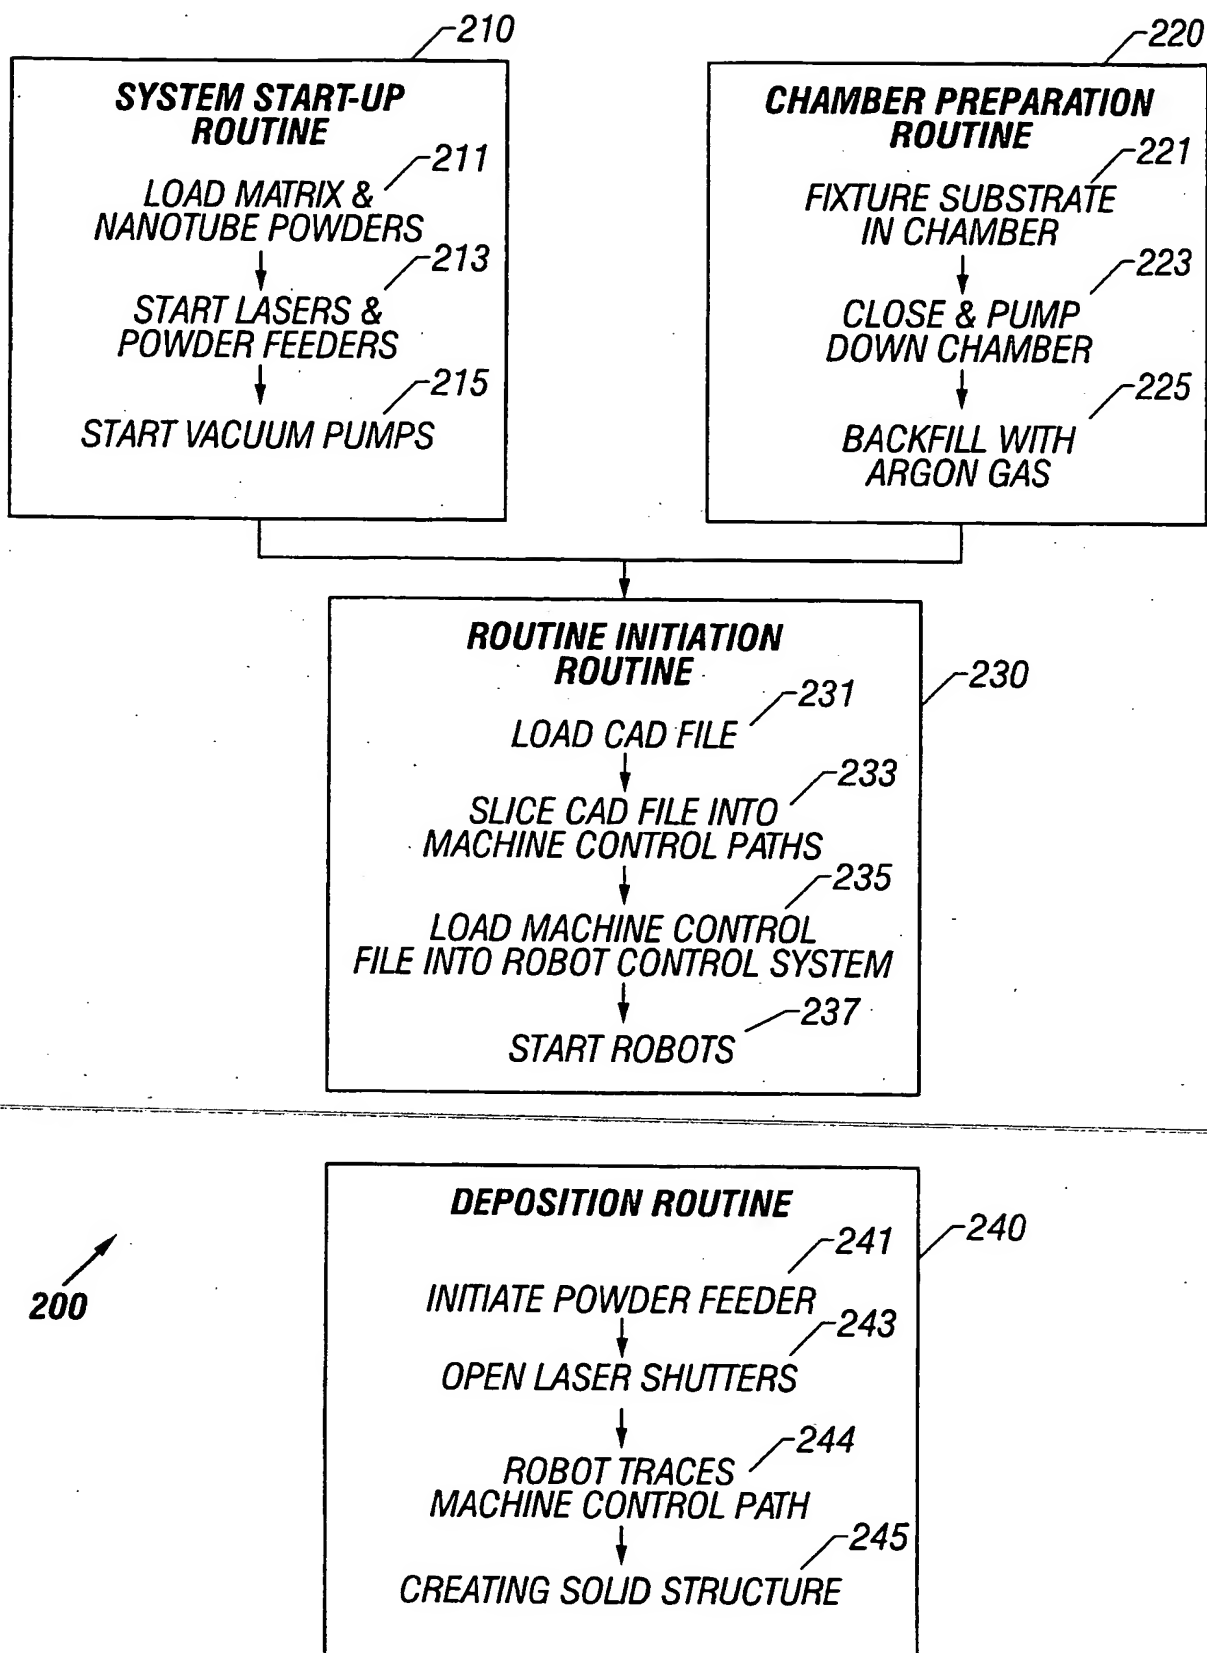 210
SYSTEM START-UP
ROUTINE
211
LOAD MATRIX &
NANOTUBE POWDERS
213
START LASERS &
POWDER FEEDERS
215
START VACUUM PUMPS
220
CHAMBER PREPARATION
ROUTINE
221
FIXTURE SUBSTRATE
IN CHAMBER
223
CLOSE & PUMP
DOWN CHAMBER
225
BACKFILL WITH
ARGON GAS
230
ROUTINE INITIATION
ROUTINE
231
LOAD CAD FILE
233
SLICE CAD FILE INTO
MACHINE CONTROL PATHS
235
LOAD MACHINE CONTROL
FILE INTO ROBOT CONTROL SYSTEM
237
START ROBOTS
200
240
DEPOSITION ROUTINE
241
INITIATE POWDER FEEDER
243
OPEN LASER SHUTTERS
244
ROBOT TRACES
MACHINE CONTROL PATH
245
CREATING SOLID STRUCTURE